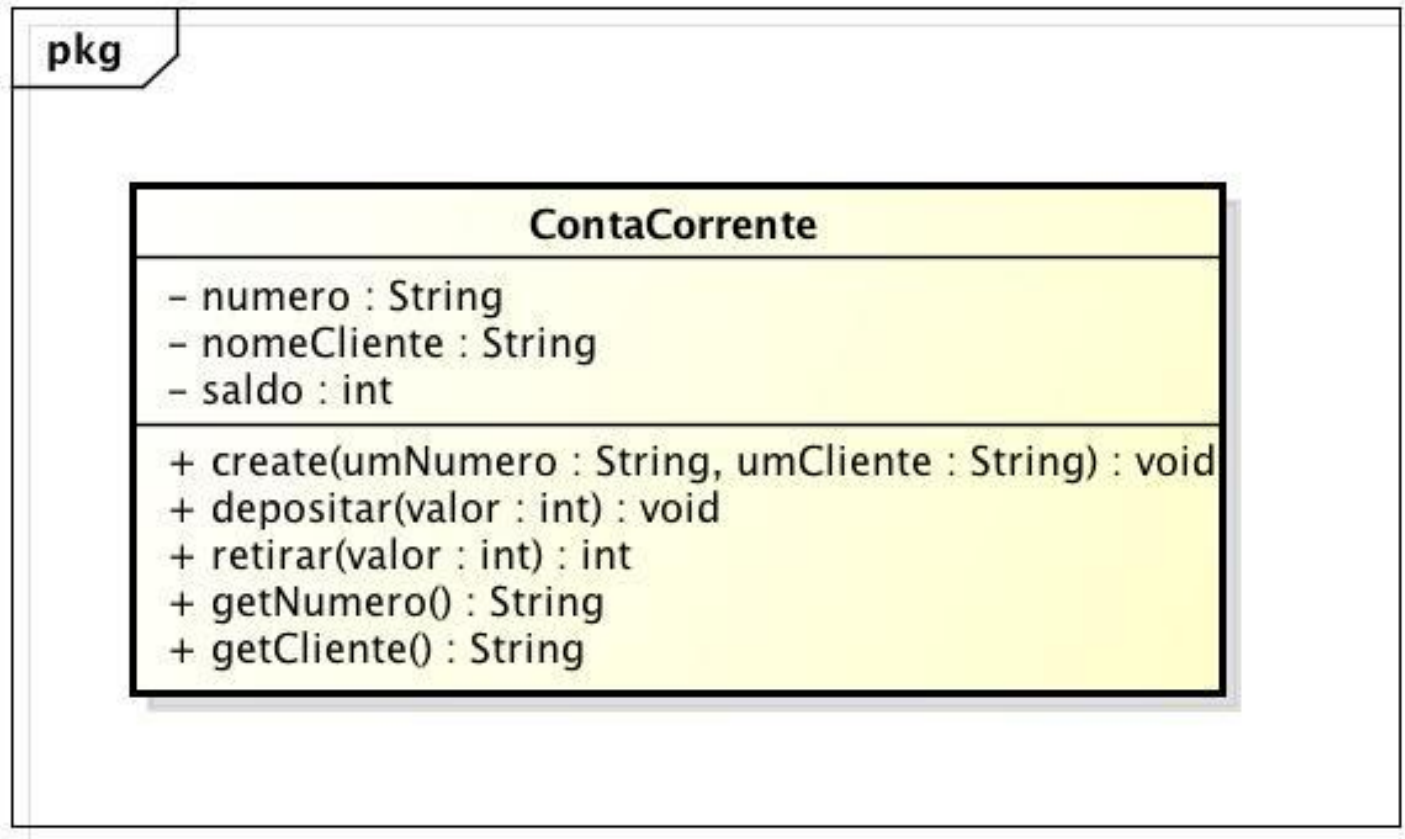 pkg
ContaCorrente
- numero : String
- nomeCliente : String
- saldo : int
+ create(umNumero : String, umCliente : String) : void
+ depositar(valor : int) : void
+ retirar(valor : int) : int
+ getNumero() : String
+ getCliente() : String